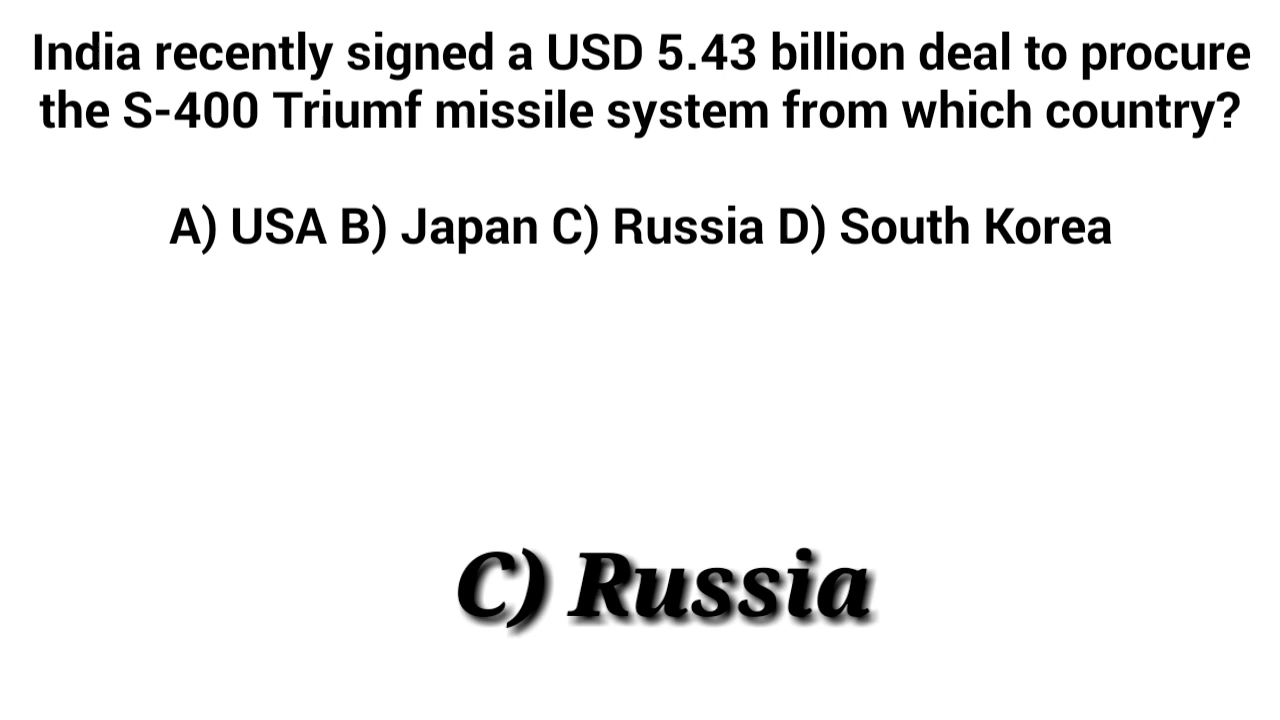 India recently signed a USD 5.43 billion deal to procure
the S-400 Triumf missile system from which country?
A) USA B) Japan C) Russia D) South Korea
C) Russia